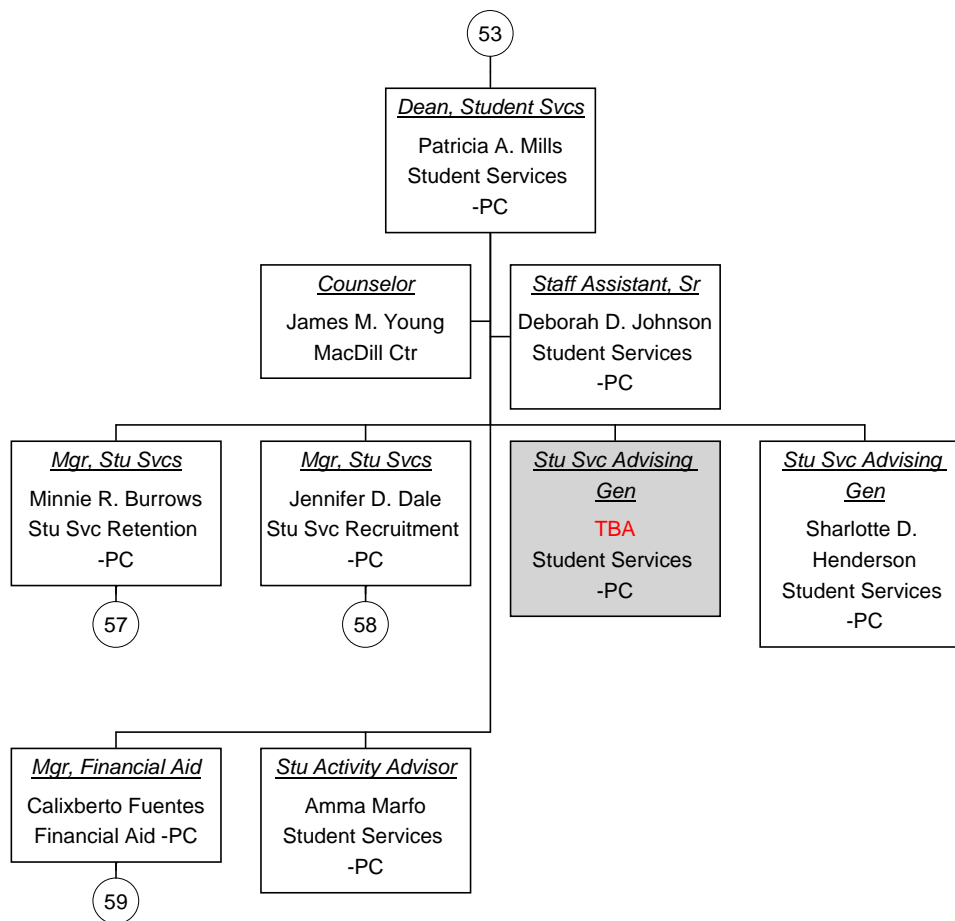 53
Dean, Student Svcs
Patricia A. Mills
Student Services
-PC
Counselor
James M. Young
MacDill Ctr
Staff Assistant, Sr
Deborah D. Johnson
Student Services
-PC
Mgr, Stu Svcs
Minnie R. Burrows
Stu Svc Retention
-PC
57
Mgr, Stu Svcs
Jennifer D. Dale
Stu Svc Recruitment
-PC
58
Stu Svc Advising
Gen
TBA
Student Services
-PC
Stu Svc Advising
Gen
Sharlotte D.
Henderson
Student Services
-PC
Mgr, Financial Aid
Calixberto Fuentes
Financial Aid -PC
59
Stu Activity Advisor
Amma Marfo
Student Services
-PC